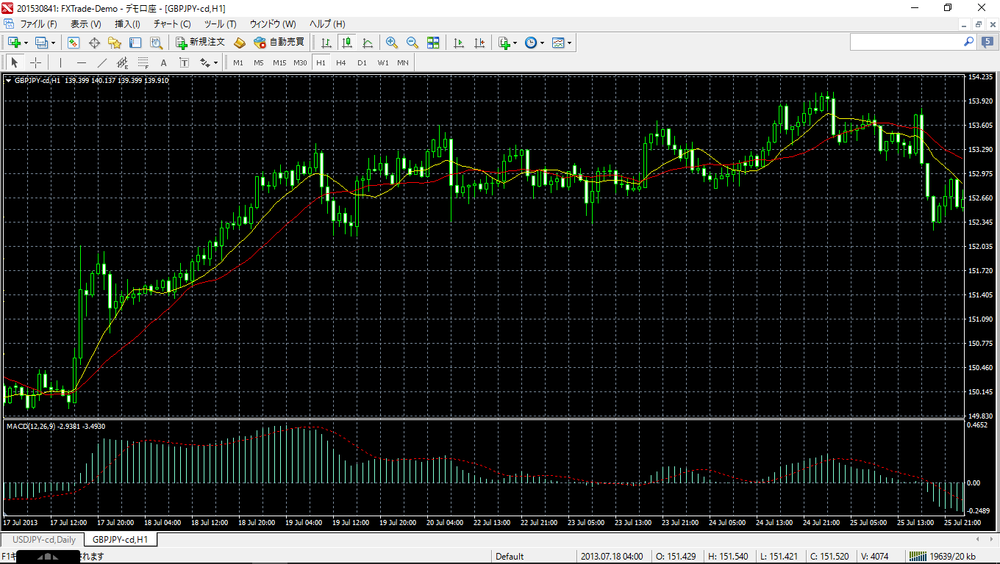 201530841: FXTrade-Demo - デモ口座 - [GBPJPY-cd,H1]
ファイル (F) 表示 (V) 挿入(I) チャート (C) ツール (T) ウィンドウ (W) ヘルプ (H)
新規注文 自動売買 5
A T M1 M5 M15 M30 H1 H4 D1 W1 MN
GBPJPY-cd,H1 139.399 140.137 139.399 139.910
154.235
153.920
153.605
153.290
152.975
152.660
152.345
152.035
151.720
151.405
151.090
150.775
150.460
150.145
149.830
MACD(12,26,9) -2.9381 -3.4930
0.4652
0.00
-0.2489
17 Jul 2013 17 Jul 12:00 17 Jul 20:00 18 Jul 04:00 18 Jul 12:00 18 Jul 20:00 19 Jul 04:00 19 Jul 12:00 19 Jul 20:00 20 Jul 04:00 22 Jul 13:00 22 Jul 21:00 23 Jul 05:00 23 Jul 13:00 23 Jul 21:00 24 Jul 05:00 24 Jul 13:00 24 Jul 21:00 25 Jul 05:00 25 Jul 13:00 25 Jul 21:00
USDJPY-cd,Daily GBPJPY-cd,H1
F1キ されます Default 2013.07.18 04:00 O: 151.429 H: 151.540 L: 151.421 C: 151.520 V: 4074 19639/20 kb